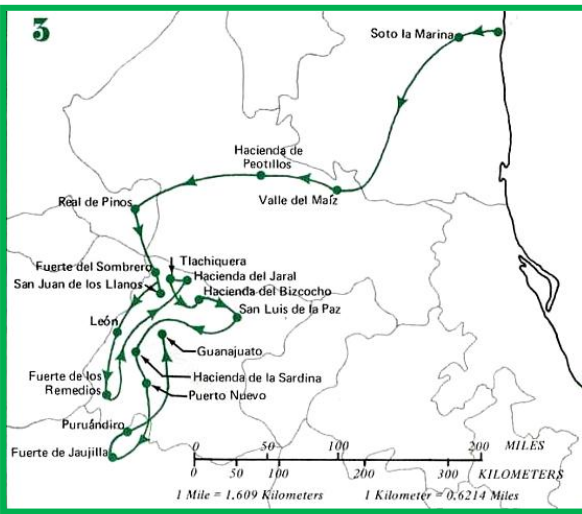 3
Soto la Marina
Hacienda de
Peotillos
Valle del Maíz
Real de Pinos
Tlachiquera
Fuerte del Sombrero
Hacienda del Jaral
San Juan de los Llanos
Hacienda del Bizcocho
San Luis de la Paz
León
Guanajuato
Fuerte de los
Remedios
Hacienda de la Sardina
Puerto Nuevo
Puruándiro
Fuerte de Jaujilla
0 50 100 200 MILES
0 50 100 200 300 KILOMETERS
1 Mile = 1.609 Kilometers 1 Kilometer = 0.6214 Miles